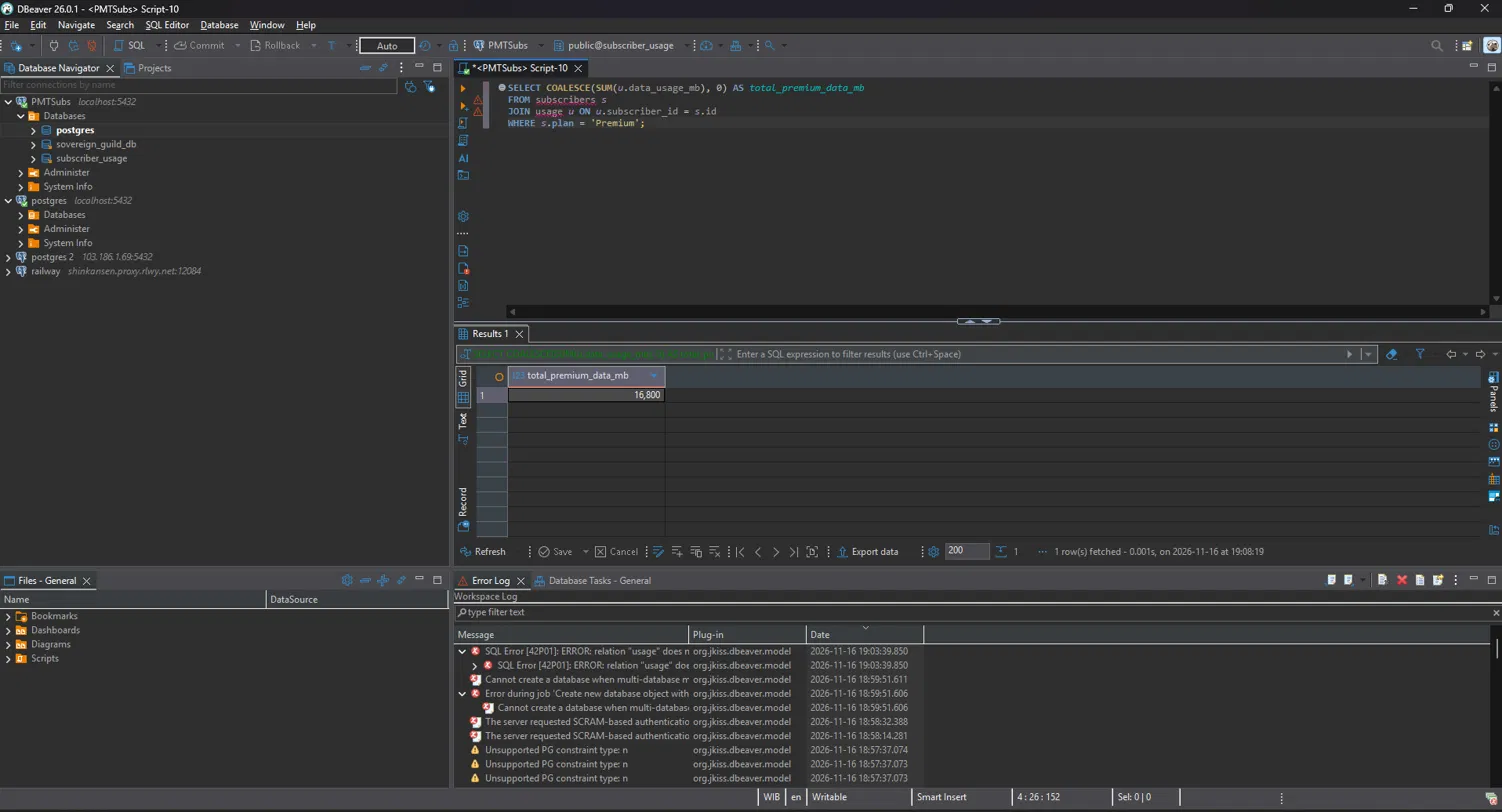 DBeaver 26.0.1 - <PMTSubs> Script-10
File Edit Navigate Search SQL Editor Database Window Help
SQL Commit Rollback T Auto PMTSubs public@subscriber_usage
Database Navigator Projects
Filter connections by name
PMTSubs localhost:5432
Databases
postgres
sovereign_guild_db
subscriber_usage
Administer
System Info
postgres localhost:5432
Databases
Administer
System Info
postgres 2 103.186.1.69:5432
railway shinkansen.proxy.rlwy.net:12084
*<PMTSubs> Script-10
SELECT COALESCE(SUM(u.data_usage_mb), 0) AS total_premium_data_mb
FROM subscribers s
JOIN usage u ON u.subscriber_id = s.id
WHERE s.plan = 'Premium';
AI
Results 1
Enter a SQL expression to filter results (use Ctrl+Space)
Grid
Text
Record
123 total_premium_data_mb
1 16,800
Panels
Refresh Save Cancel Export data 200 1 1 row(s) fetched - 0.001s, on 2026-11-16 at 19:08:19
Files - General
Name DataSource
Bookmarks
Dashboards
Diagrams
Scripts
Error Log Database Tasks - General
Workspace Log
type filter text
Message Plug-in Date
SQL Error [42P01]: ERROR: relation "usage" does n org.jkiss.dbeaver.model 2026-11-16 19:03:39.850
SQL Error [42P01]: ERROR: relation "usage" doe org.jkiss.dbeaver.model 2026-11-16 19:03:39.850
Cannot create a database when multi-database m org.jkiss.dbeaver.model 2026-11-16 18:59:51.611
Error during job 'Create new database object with org.jkiss.dbeaver.model 2026-11-16 18:59:51.606
Cannot create a database when multi-databas org.jkiss.dbeaver.model 2026-11-16 18:59:51.606
The server requested SCRAM-based authenticatio org.jkiss.dbeaver.model 2026-11-16 18:58:32.388
The server requested SCRAM-based authenticatio org.jkiss.dbeaver.model 2026-11-16 18:58:14.281
Unsupported PG constraint type: n org.jkiss.dbeaver.model 2026-11-16 18:57:37.074
Unsupported PG constraint type: n org.jkiss.dbeaver.model 2026-11-16 18:57:37.073
Unsupported PG constraint type: n org.jkiss.dbeaver.model 2026-11-16 18:57:37.073
WIB en Writable Smart Insert 4 : 26 : 152 Sel: 0 | 0